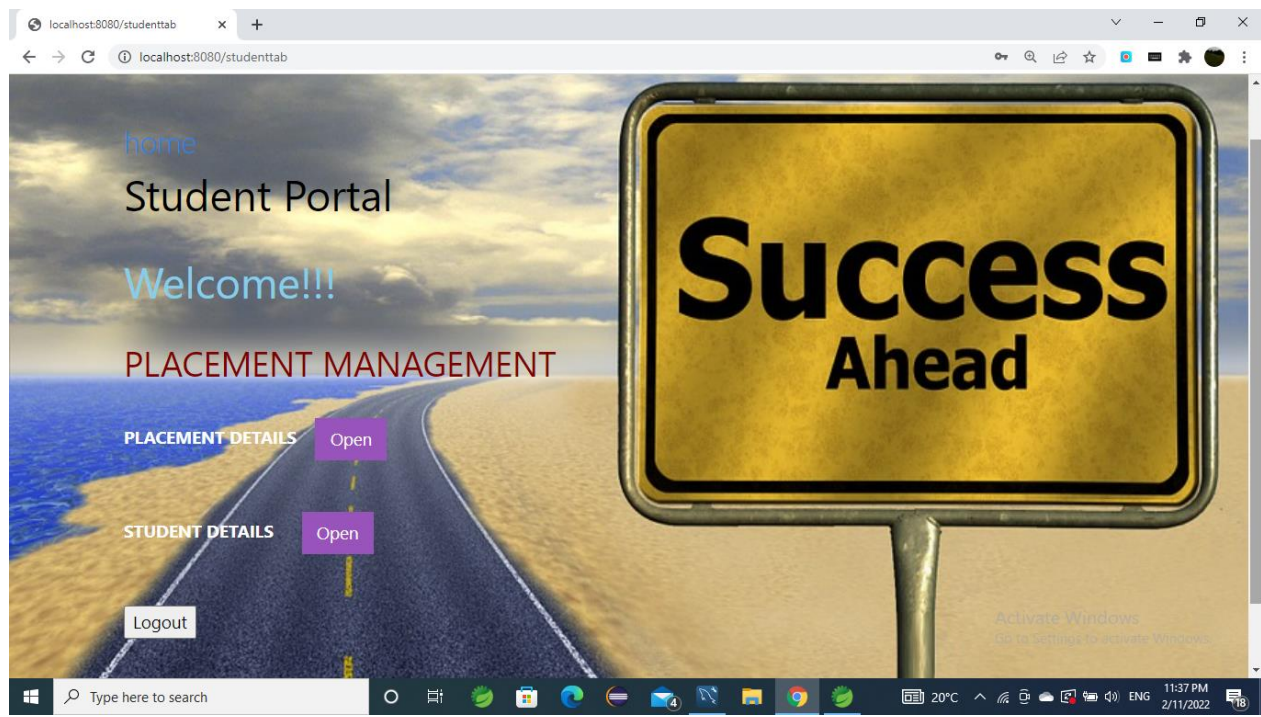 localhost:8080/studenttab
localhost:8080/studenttab
home
Student Portal
Welcome!!!
PLACEMENT MANAGEMENT
PLACEMENT DETAILS Open
STUDENT DETAILS Open
Logout
Success
Ahead
Activate Windows
Go to Settings to activate Windows.
Type here to search
4
20°C
ENG
11:37 PM
2/11/2022
18